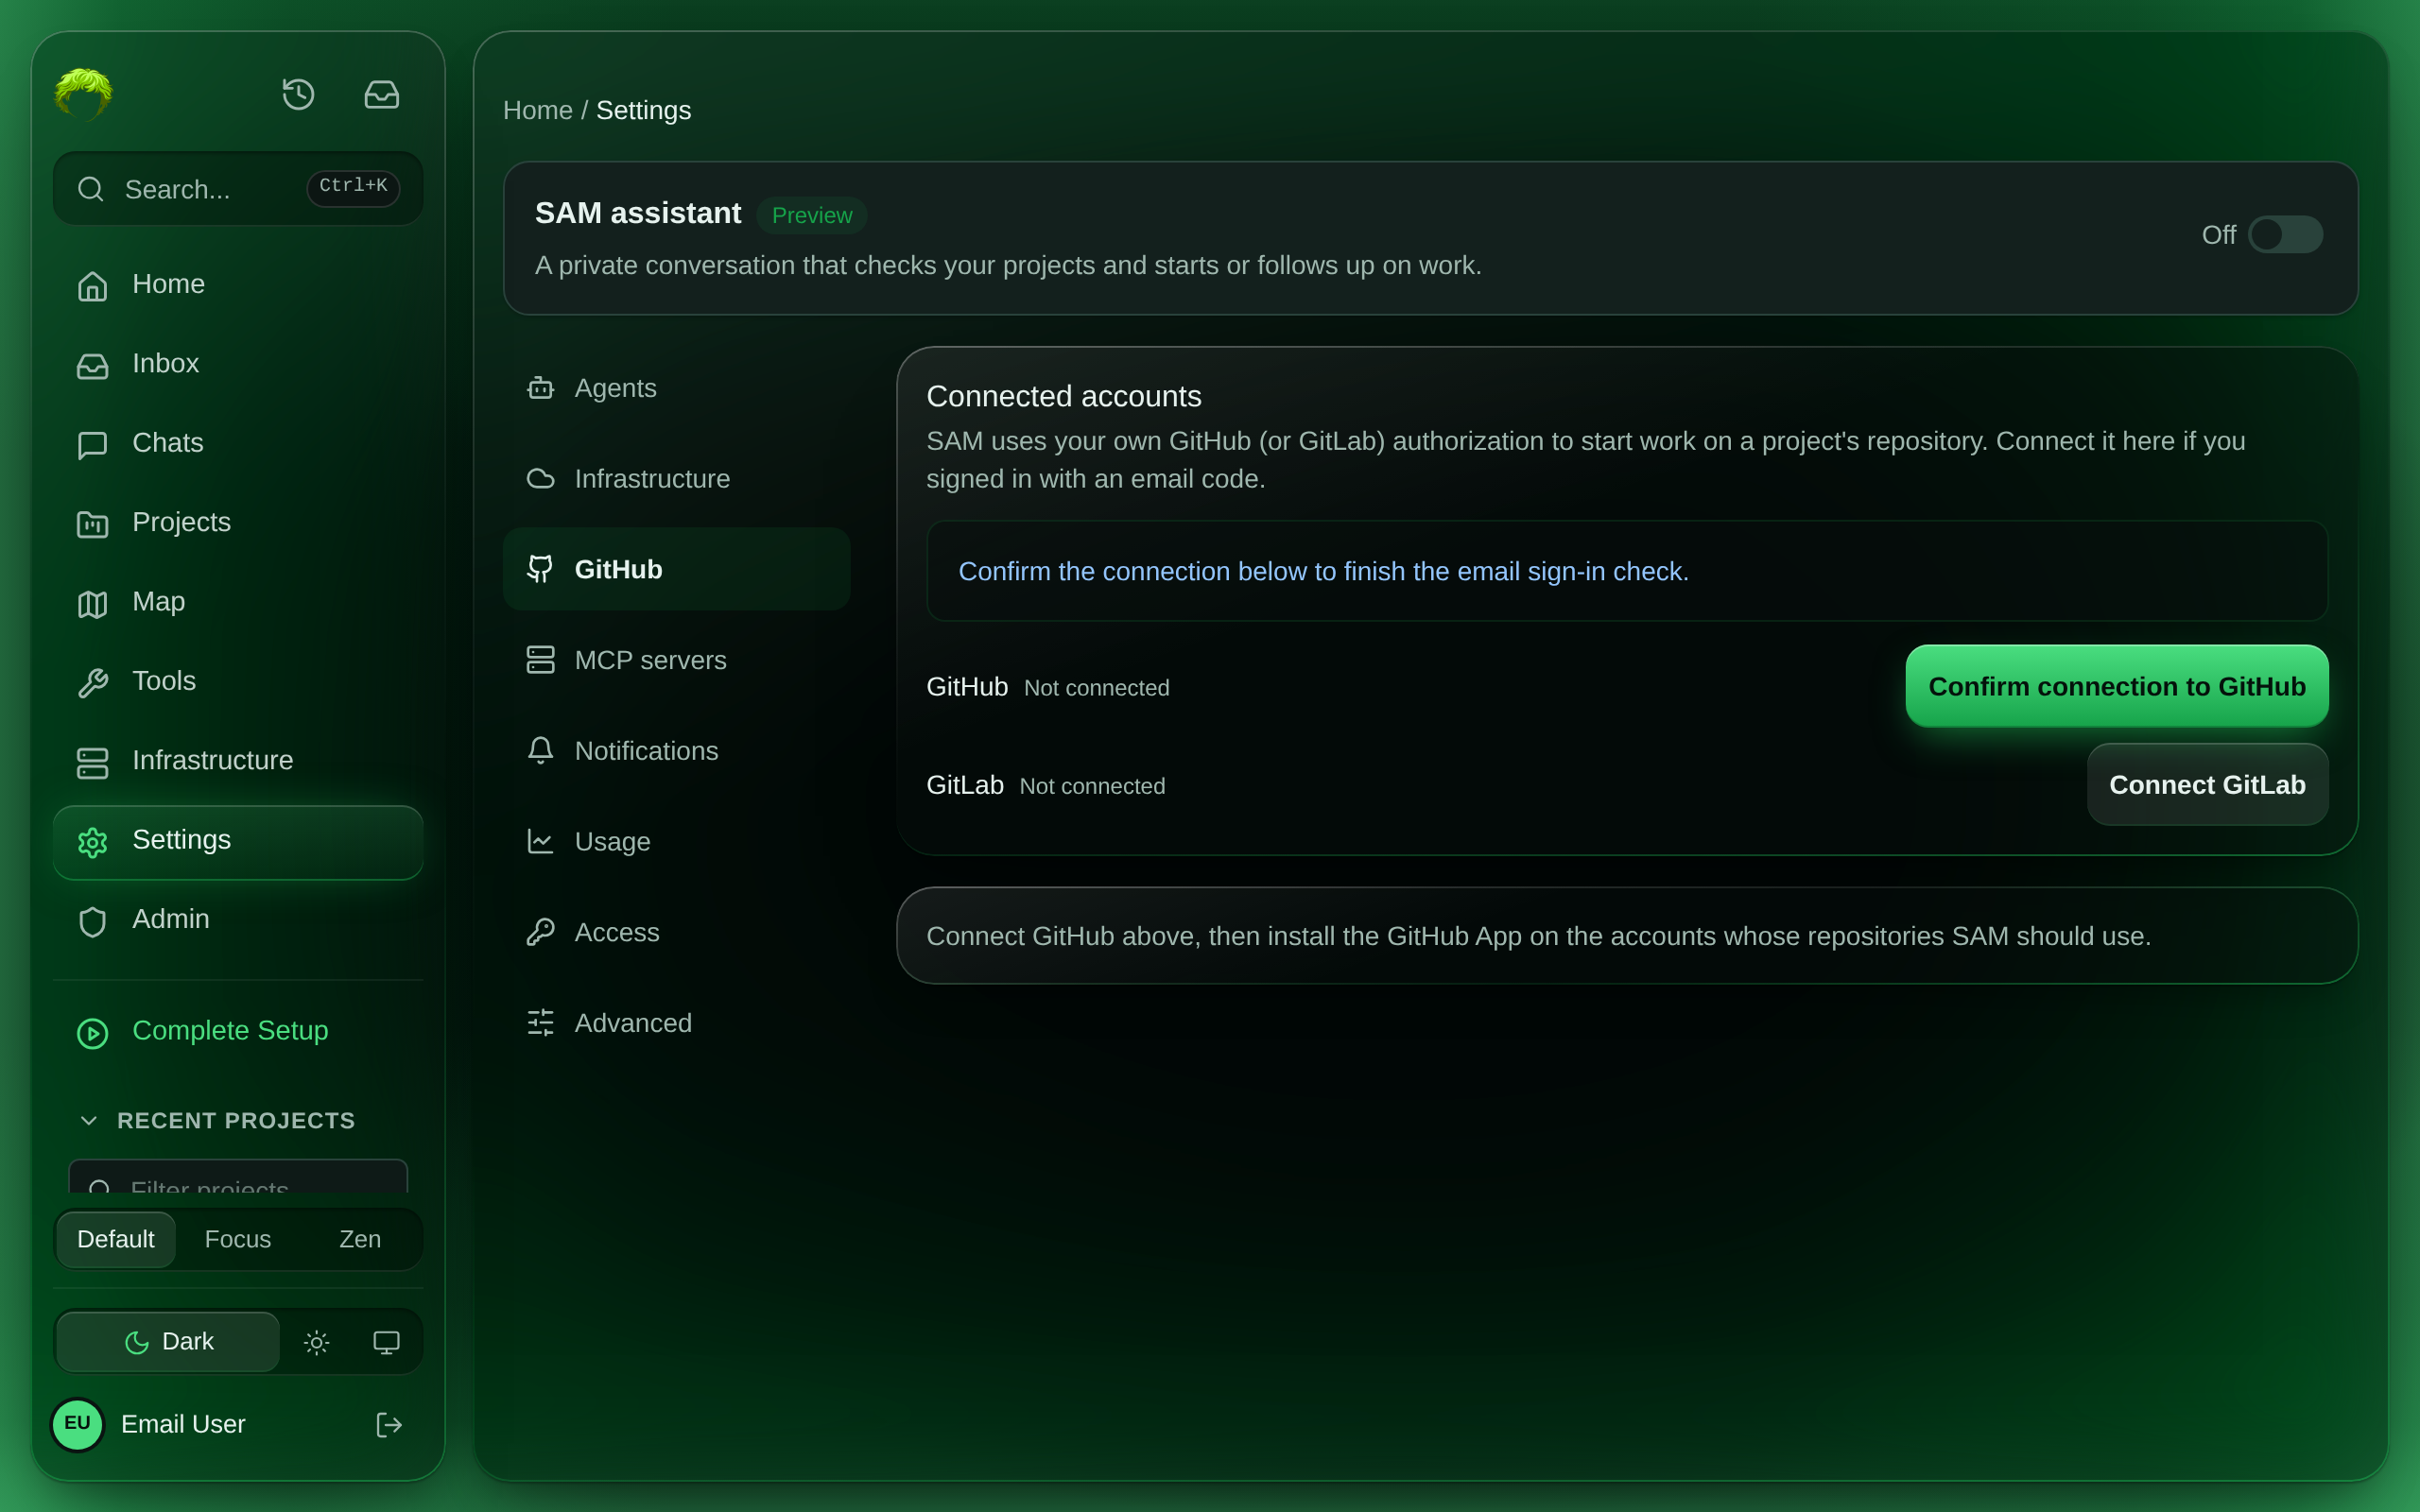 Home / Settings
Search... Ctrl+K
SAM assistant Preview
Off
A private conversation that checks your projects and starts or follows up on work.
Home
Inbox
Chats
Projects
Map
Tools
Infrastructure
Settings
Admin
Complete Setup
RECENT PROJECTS
Filter projects...
Default Focus Zen
Dark
EU Email User
Agents
Infrastructure
GitHub
MCP servers
Notifications
Usage
Access
Advanced
Connected accounts
SAM uses your own GitHub (or GitLab) authorization to start work on a project's repository. Connect it here if you
signed in with an email code.
Confirm the connection below to finish the email sign-in check.
GitHub Not connected Confirm connection to GitHub
GitLab Not connected Connect GitLab
Connect GitHub above, then install the GitHub App on the accounts whose repositories SAM should use.